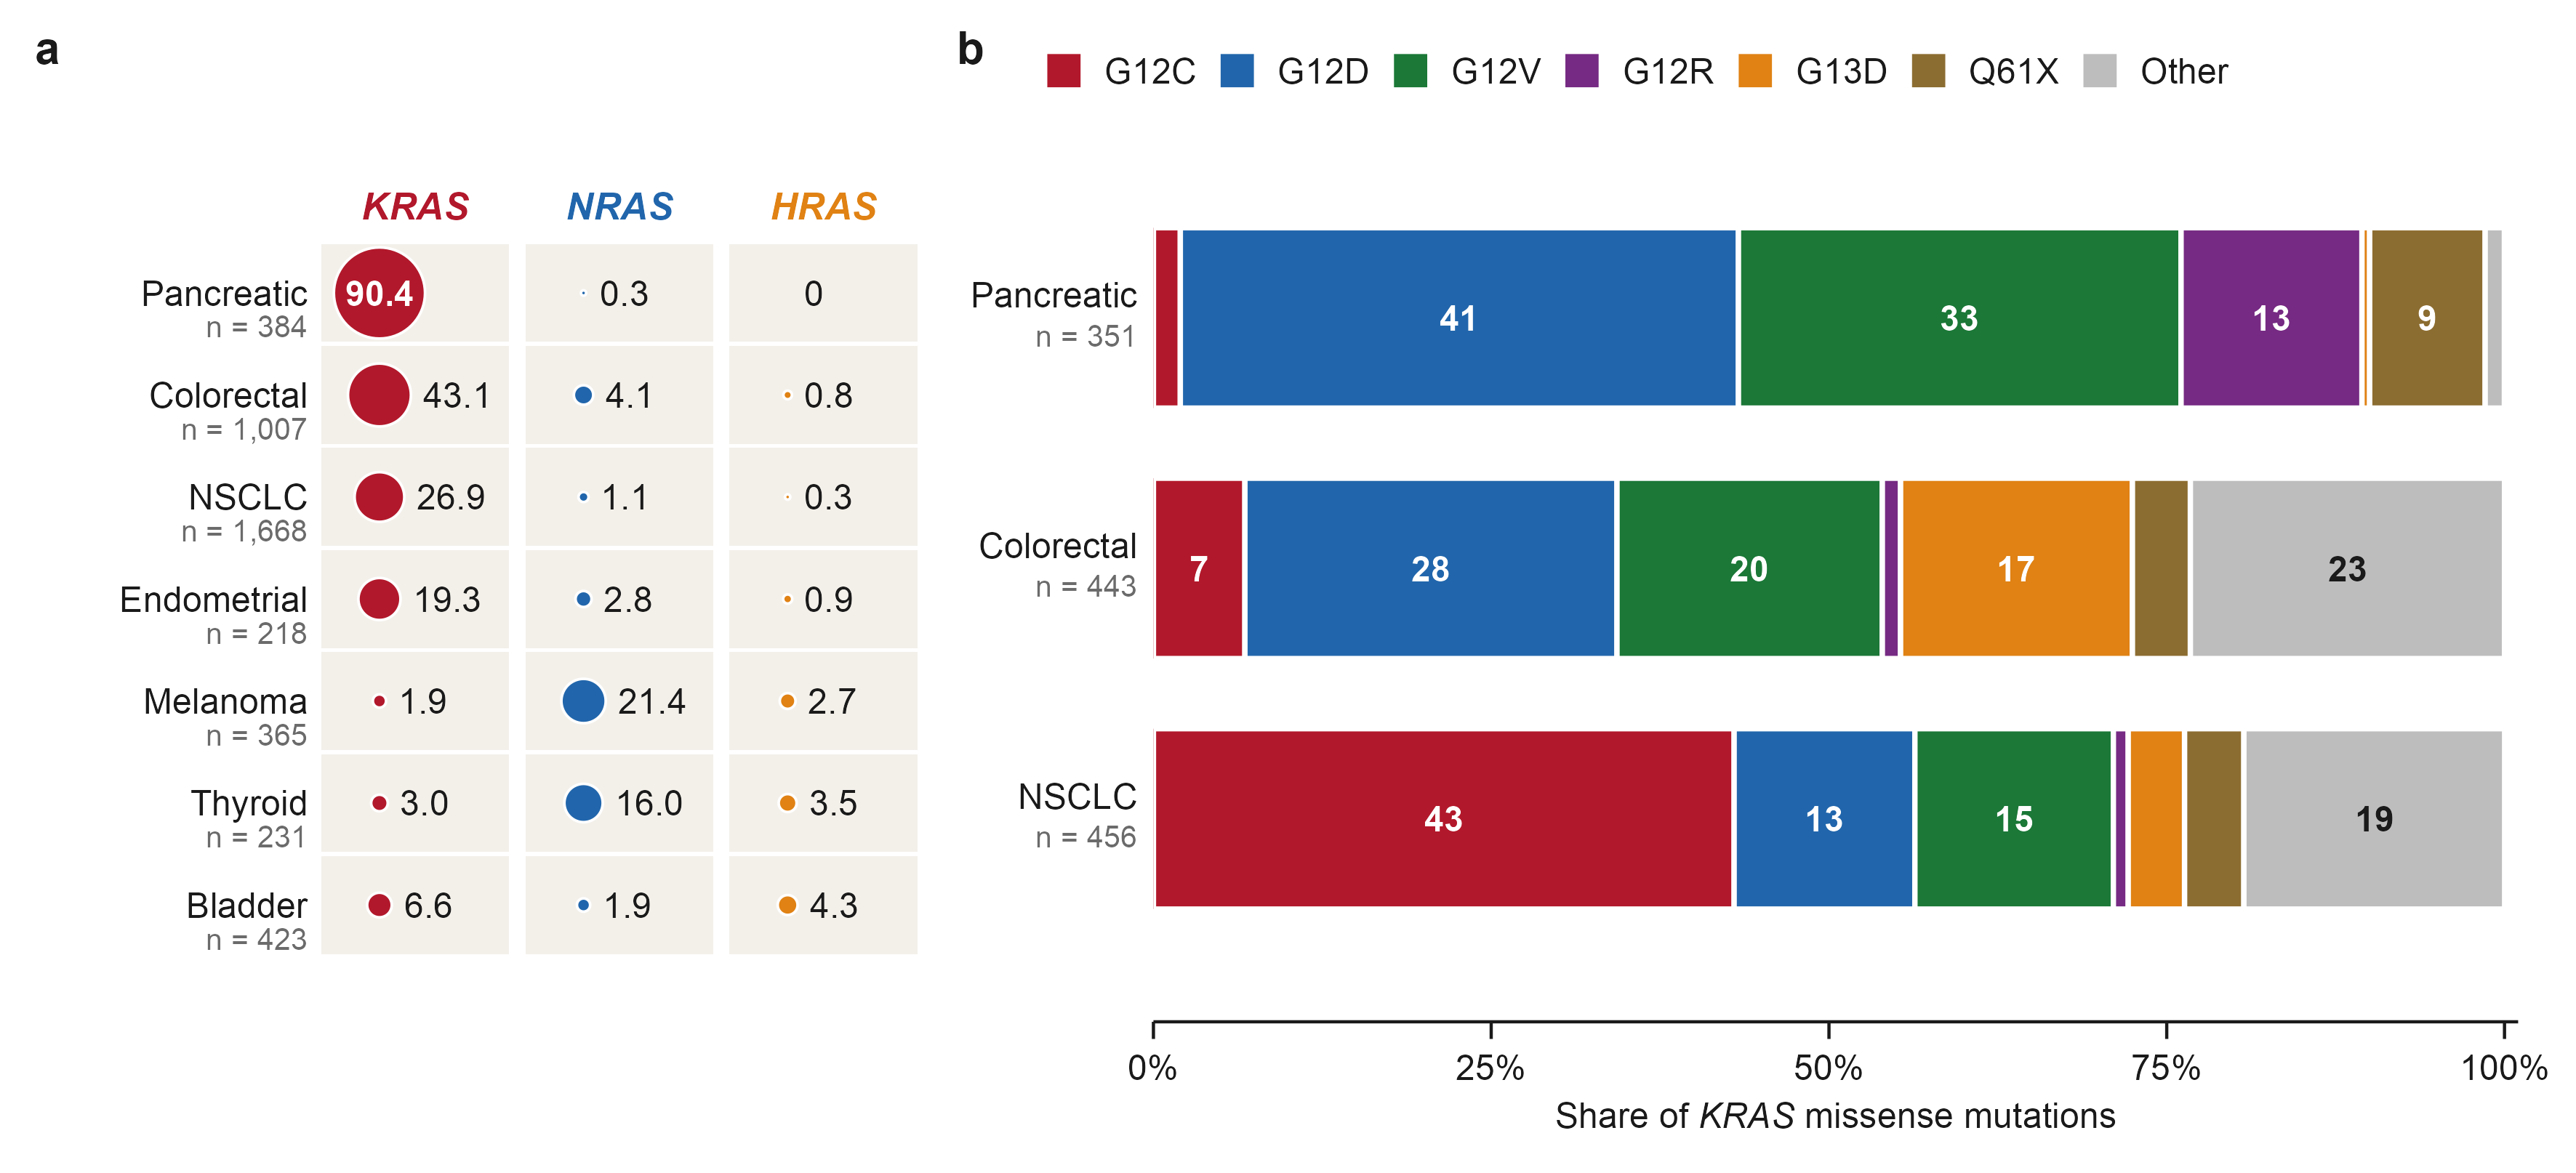 a
KRAS NRAS HRAS
Pancreatic 90.4 0.3 0
n = 384
Colorectal 43.1 4.1 0.8
n = 1,007
NSCLC 26.9 1.1 0.3
n = 1,668
Endometrial 19.3 2.8 0.9
n = 218
Melanoma 1.9 21.4 2.7
n = 365
Thyroid 3.0 16.0 3.5
n = 231
Bladder 6.6 1.9 4.3
n = 423
b
G12C G12D G12V G12R G13D Q61X Other
Pancreatic
n = 351
41 33 13 9
Colorectal
n = 443
7 28 20 17 23
NSCLC
n = 456
43 13 15 19
0% 25% 50% 75% 100%
Share of KRAS missense mutations